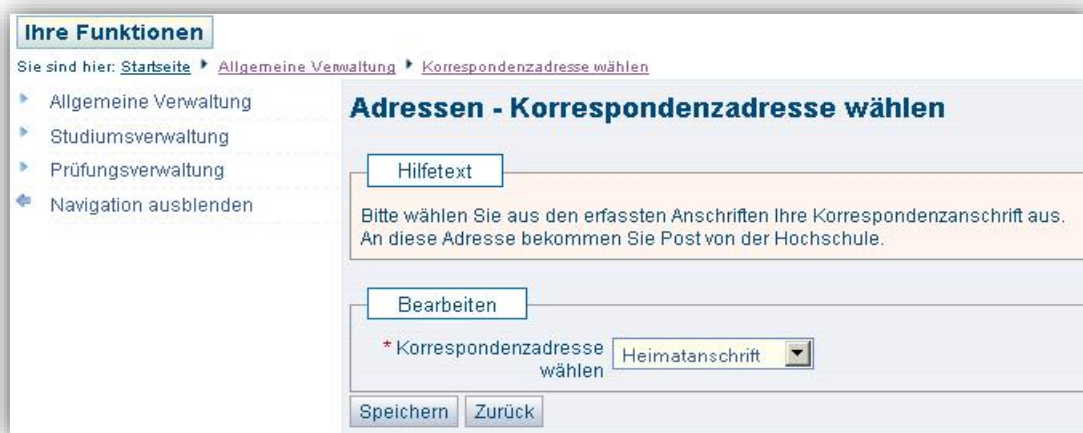 Ihre Funktionen
Sie sind hier: Startseite Allgemeine Verwaltung Korrespondenzadresse wählen
Allgemeine Verwaltung
Studiumsverwaltung
Prüfungsverwaltung
Navigation ausblenden
Adressen - Korrespondenzadresse wählen
Hilfetext
Bitte wählen Sie aus den erfassten Anschriften Ihre Korrespondenzanschrift aus.
An diese Adresse bekommen Sie Post von der Hochschule.
Bearbeiten
* Korrespondenzadresse
wählen
Heimatanschrift
Speichern Zurück